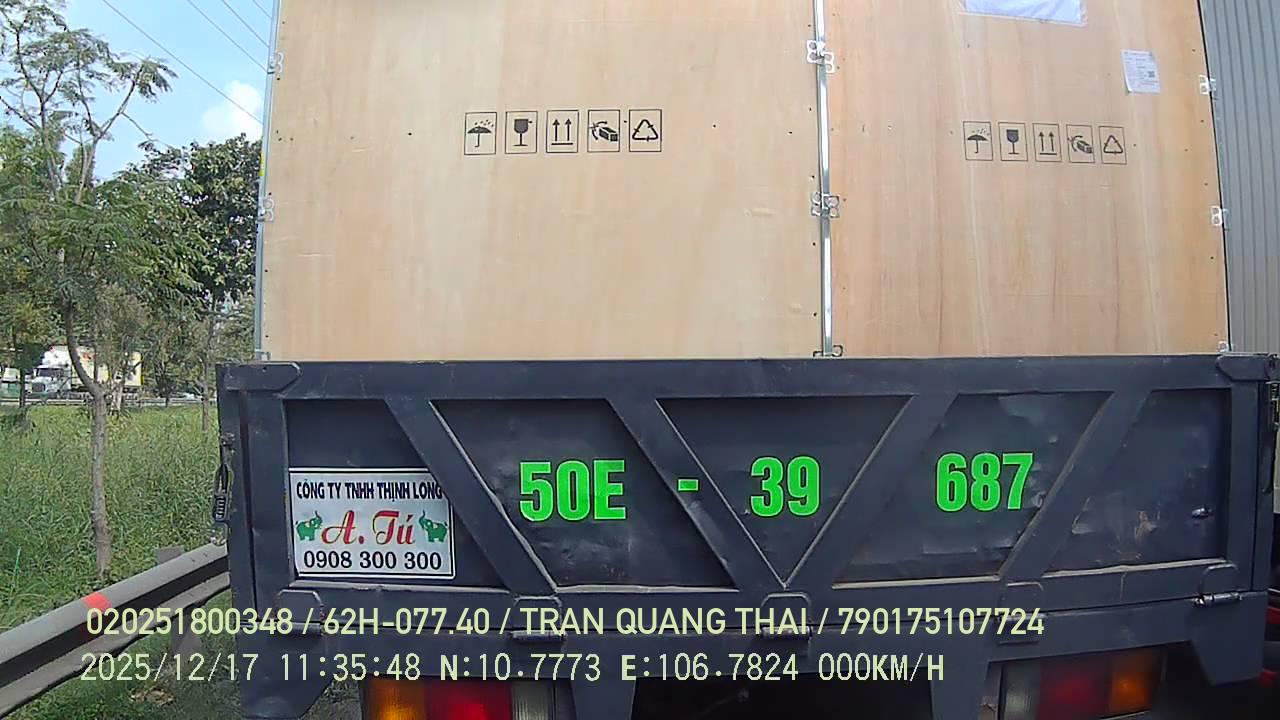 CÔNG TY TNHH THỊNH LONG
A. Tú
0908 300 300
50E - 39 687
020251800348 / 62H-077.40 / TRAN QUANG THAI / 790175107724
2025/12/17 11:35:48 N:10.7773 E:106.7824 000KM/H